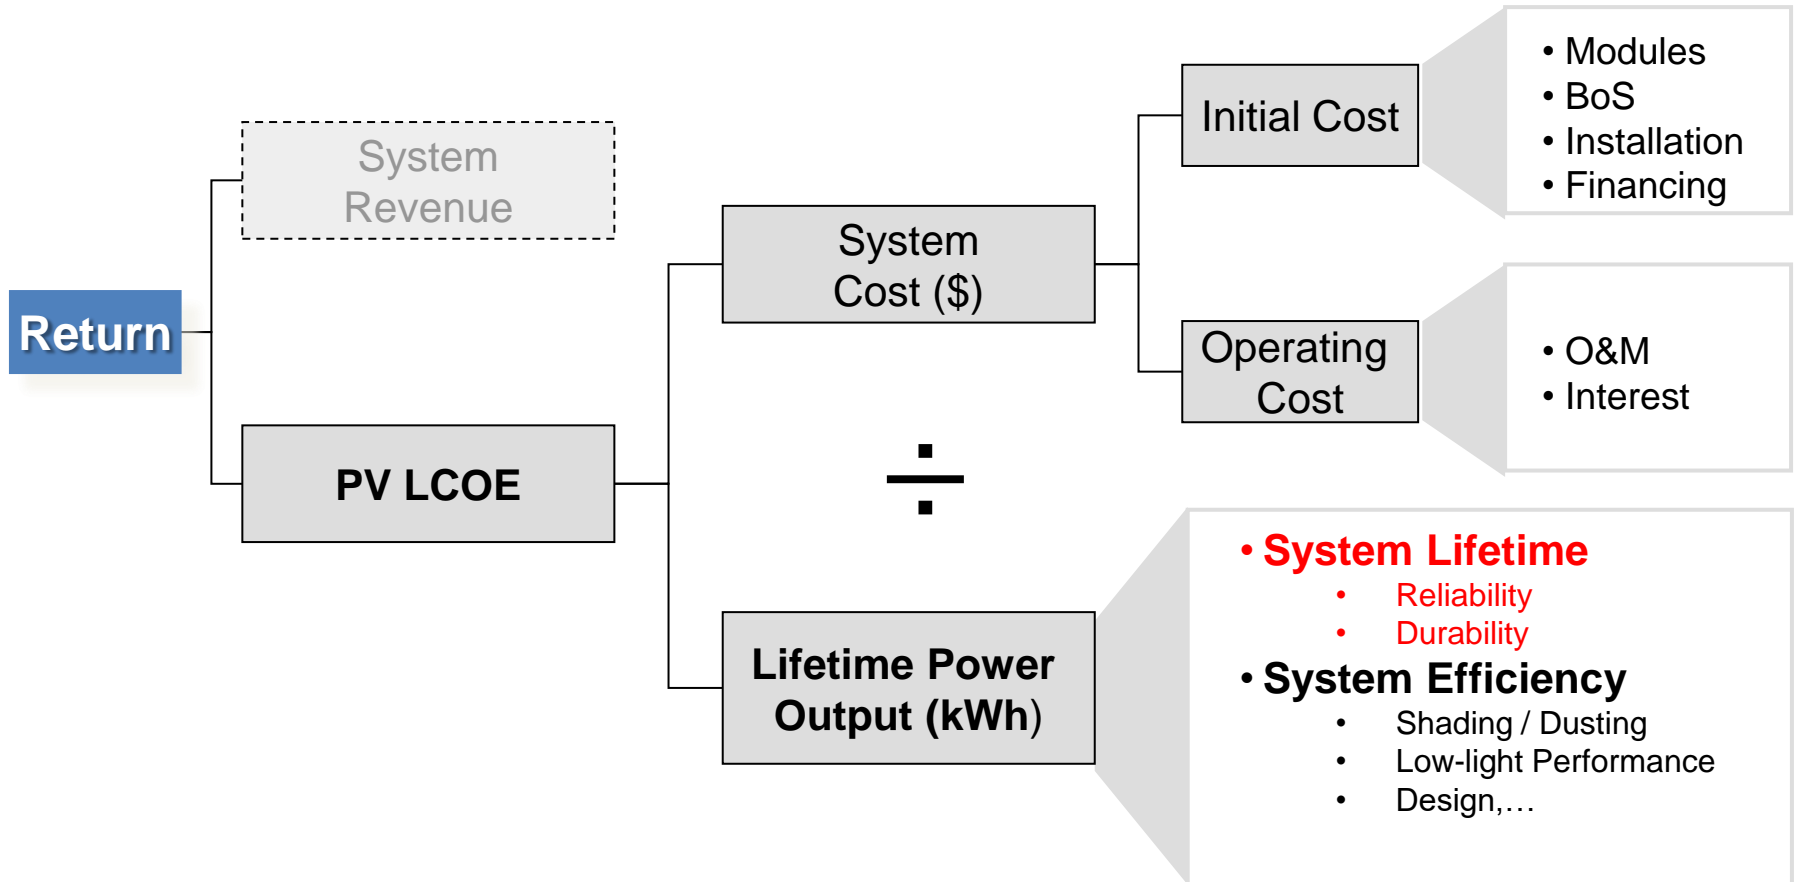 Return
System
Revenue
PV LCOE
System
Cost ($)
÷
Lifetime Power
Output (kWh)
Initial Cost
• Modules
• BoS
• Installation
• Financing
Operating
Cost
• O&M
• Interest
• System Lifetime
• Reliability
• Durability
• System Efficiency
• Shading / Dusting
• Low-light Performance
• Design,…